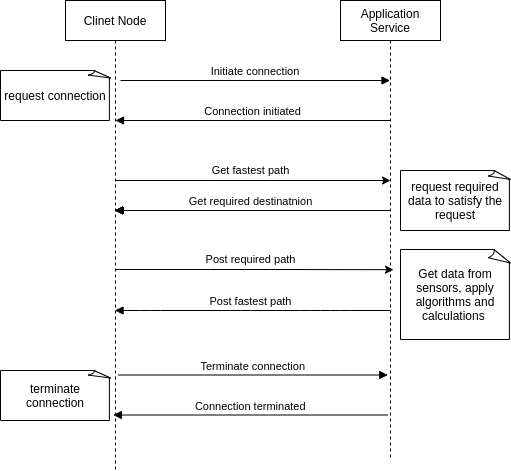 Clinet Node
Application
Service
Initiate connection
request connection
Connection initiated
Get fastest path
request required
data to satisfy the
request
Get required destinatnion
Post required path
Get data from
sensors, apply
algorithms and
calculations
Post fastest path
Terminate connection
terminate
connection
Connection terminated